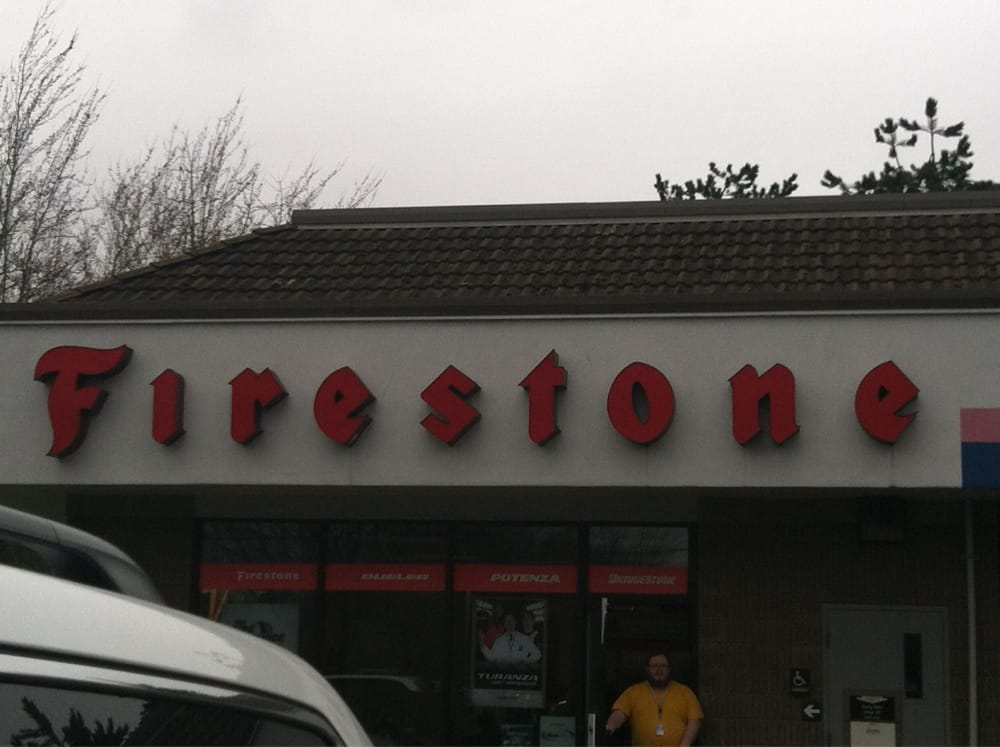 Firestone
Firestone DUELER POTENZA BRIDGESTONE
TURANZA